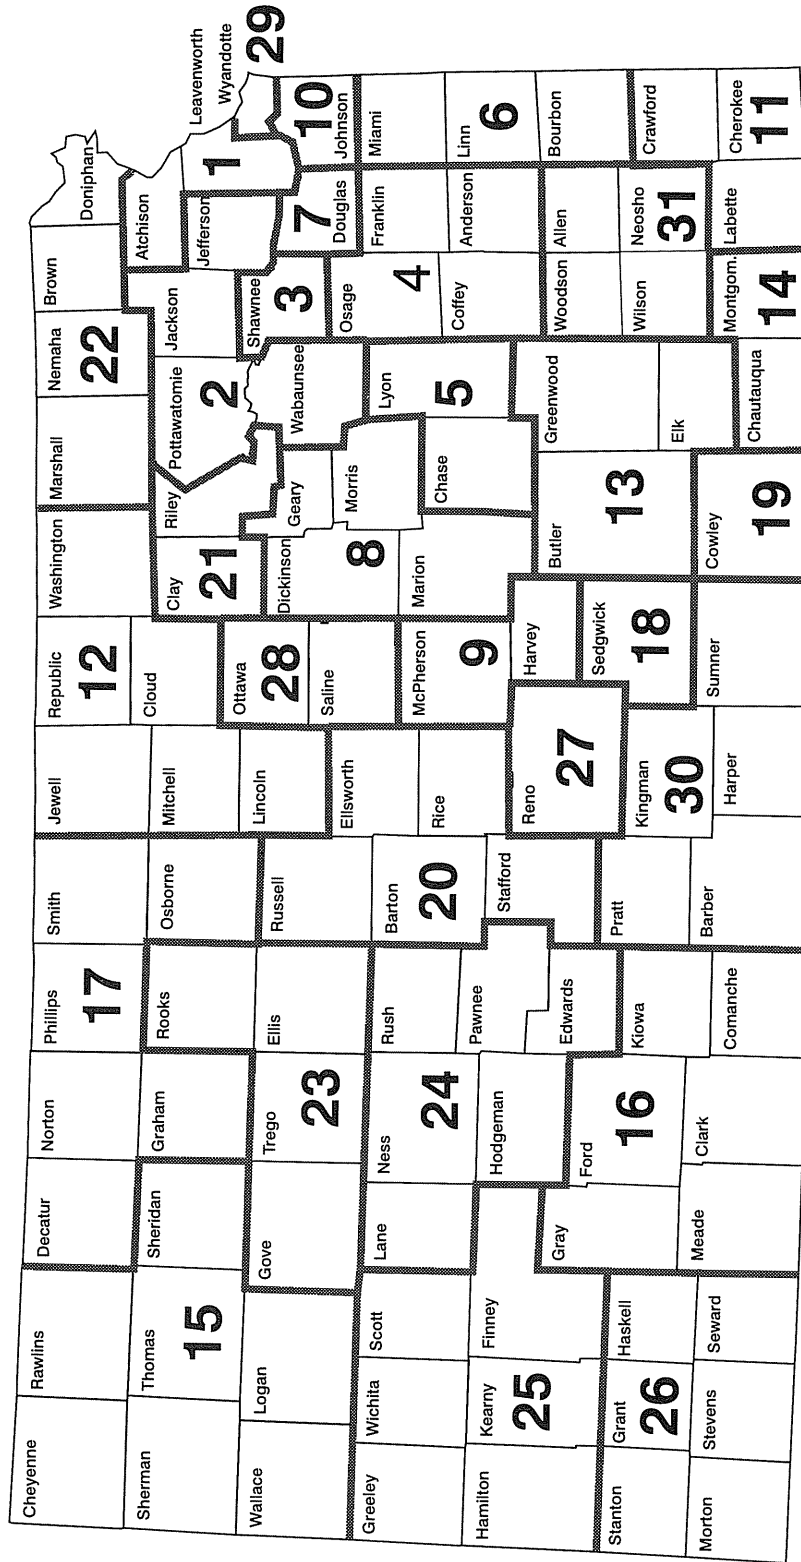 Cheyenne
Rawlins
Decatur
Norton
Phillips
17
Smith
Jewell
Republic
12
Washington
Marshall
Nemaha
22
Brown
Doniphan
Sherman
Thomas
15
Sheridan
Graham
Rooks
Osborne
Mitchell
Cloud
Clay
21
Riley
Pottawatomie
2
Jackson
Atchison
Jefferson
1
Leavenworth
Wyandotte
29
Wallace
Logan
Gove
Trego
23
Ellis
Russell
Lincoln
Ottawa
28
Saline
Dickinson
8
Geary
Morris
Wabaunsee
Shawnee
3
Douglas
7
Johnson
10
Greeley
Wichita
Scott
Lane
Ness
24
Rush
Barton
20
Ellsworth
Rice
McPherson
9
Marion
Chase
Lyon
5
Osage
4
Coffey
Franklin
Anderson
Miami
Linn
6
Hamilton
Kearny
25
Finney
Hodgeman
Pawnee
Edwards
Stafford
Reno
27
Harvey
Sedgwick
18
Butler
13
Greenwood
Elk
Woodson
Wilson
Allen
Neosho
31
Bourbon
Crawford
Stanton
Grant
26
Haskell
Gray
Ford
16
Kiowa
Pratt
Kingman
30
Morton
Stevens
Seward
Meade
Clark
Comanche
Barber
Harper
Sumner
Cowley
19
Chautauqua
Montgom.
14
Labette
Cherokee
11